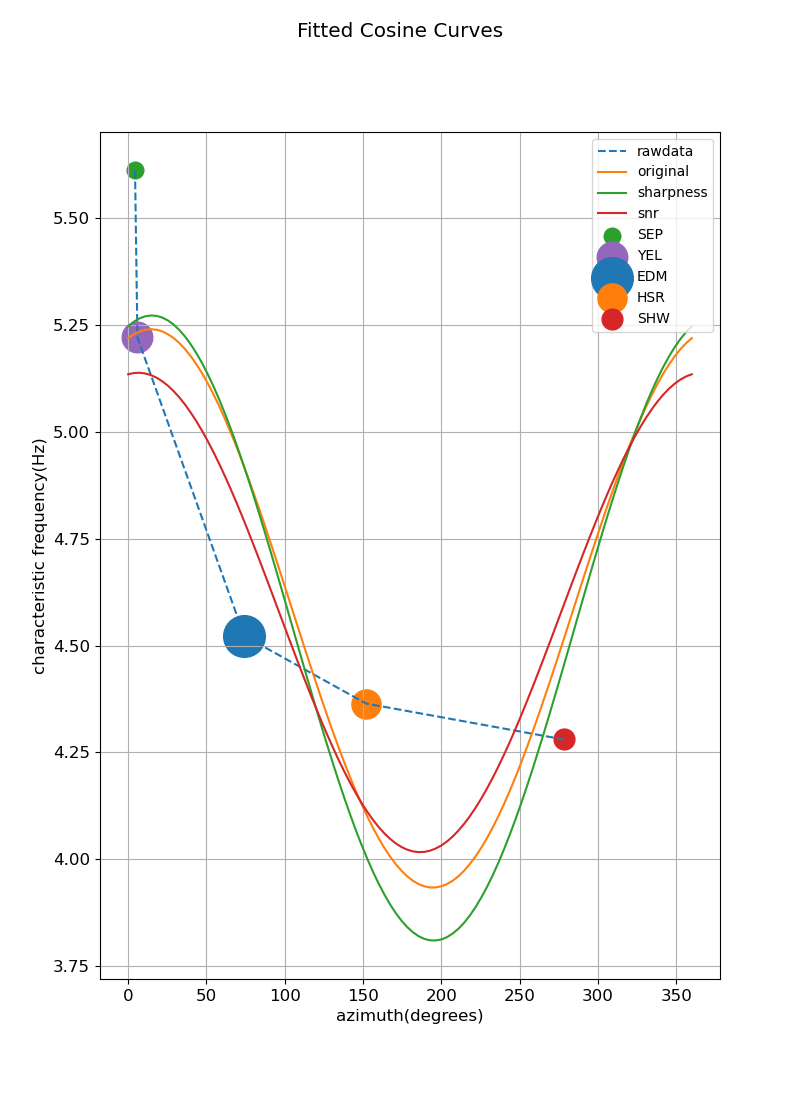 Fitted Cosine Curves
rawdata
original
sharpness
snr
SEP
YEL
EDM
HSR
SHW
characteristic frequency(Hz)
5.50
5.25
5.00
4.75
4.50
4.25
4.00
3.75
0 50 100 150 200 250 300 350
azimuth(degrees)